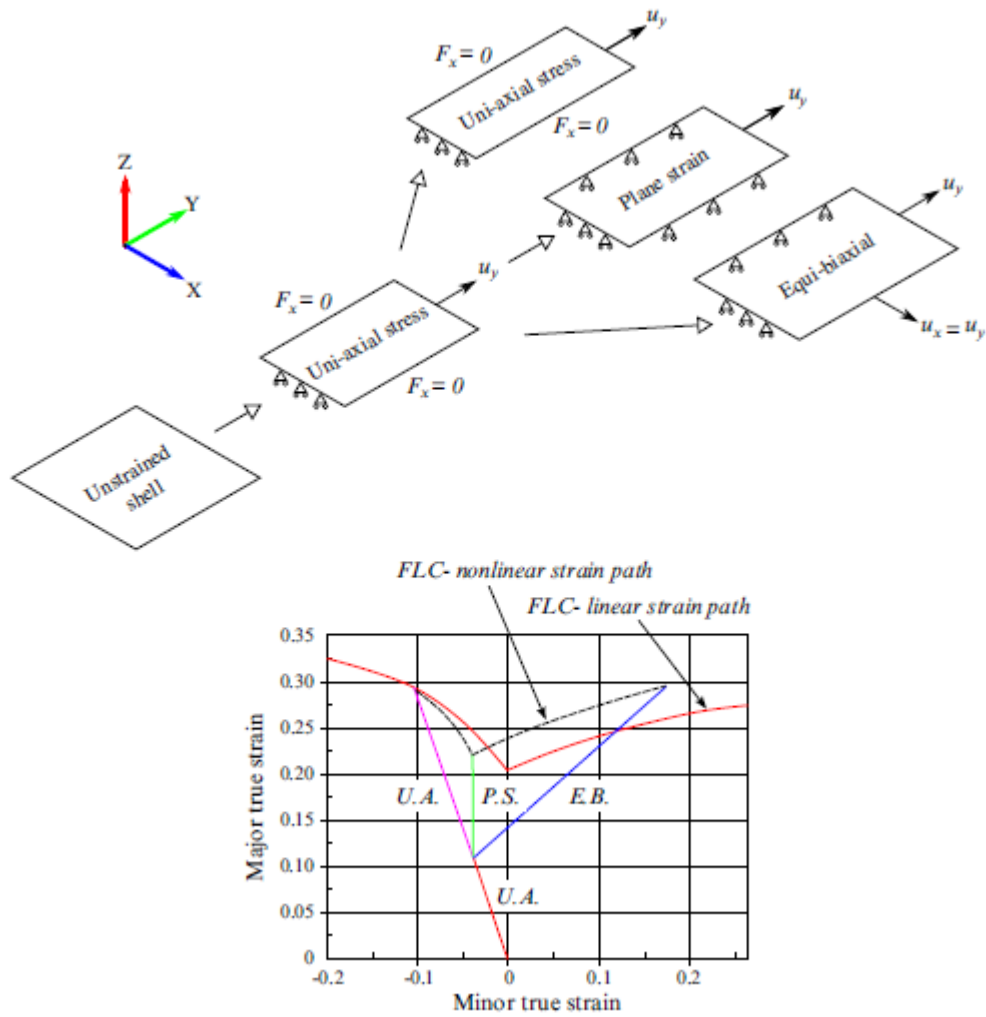 u_y
F_x = 0
Uni-axial stress
F_x = 0
u_y
Plane strain
Z
Y
X
u_y
Equi-biaxial
u_x = u_y
u_y
F_x = 0
Uni-axial stress
F_x = 0
Unstrained
shell
FLC- nonlinear strain path
FLC- linear strain path
0.35
0.30
0.25
0.20
0.15
0.10
0.05
0
Major true strain
U.A.
P.S.
E.B.
U.A.
-0.2
-0.1
0
0.1
0.2
Minor true strain